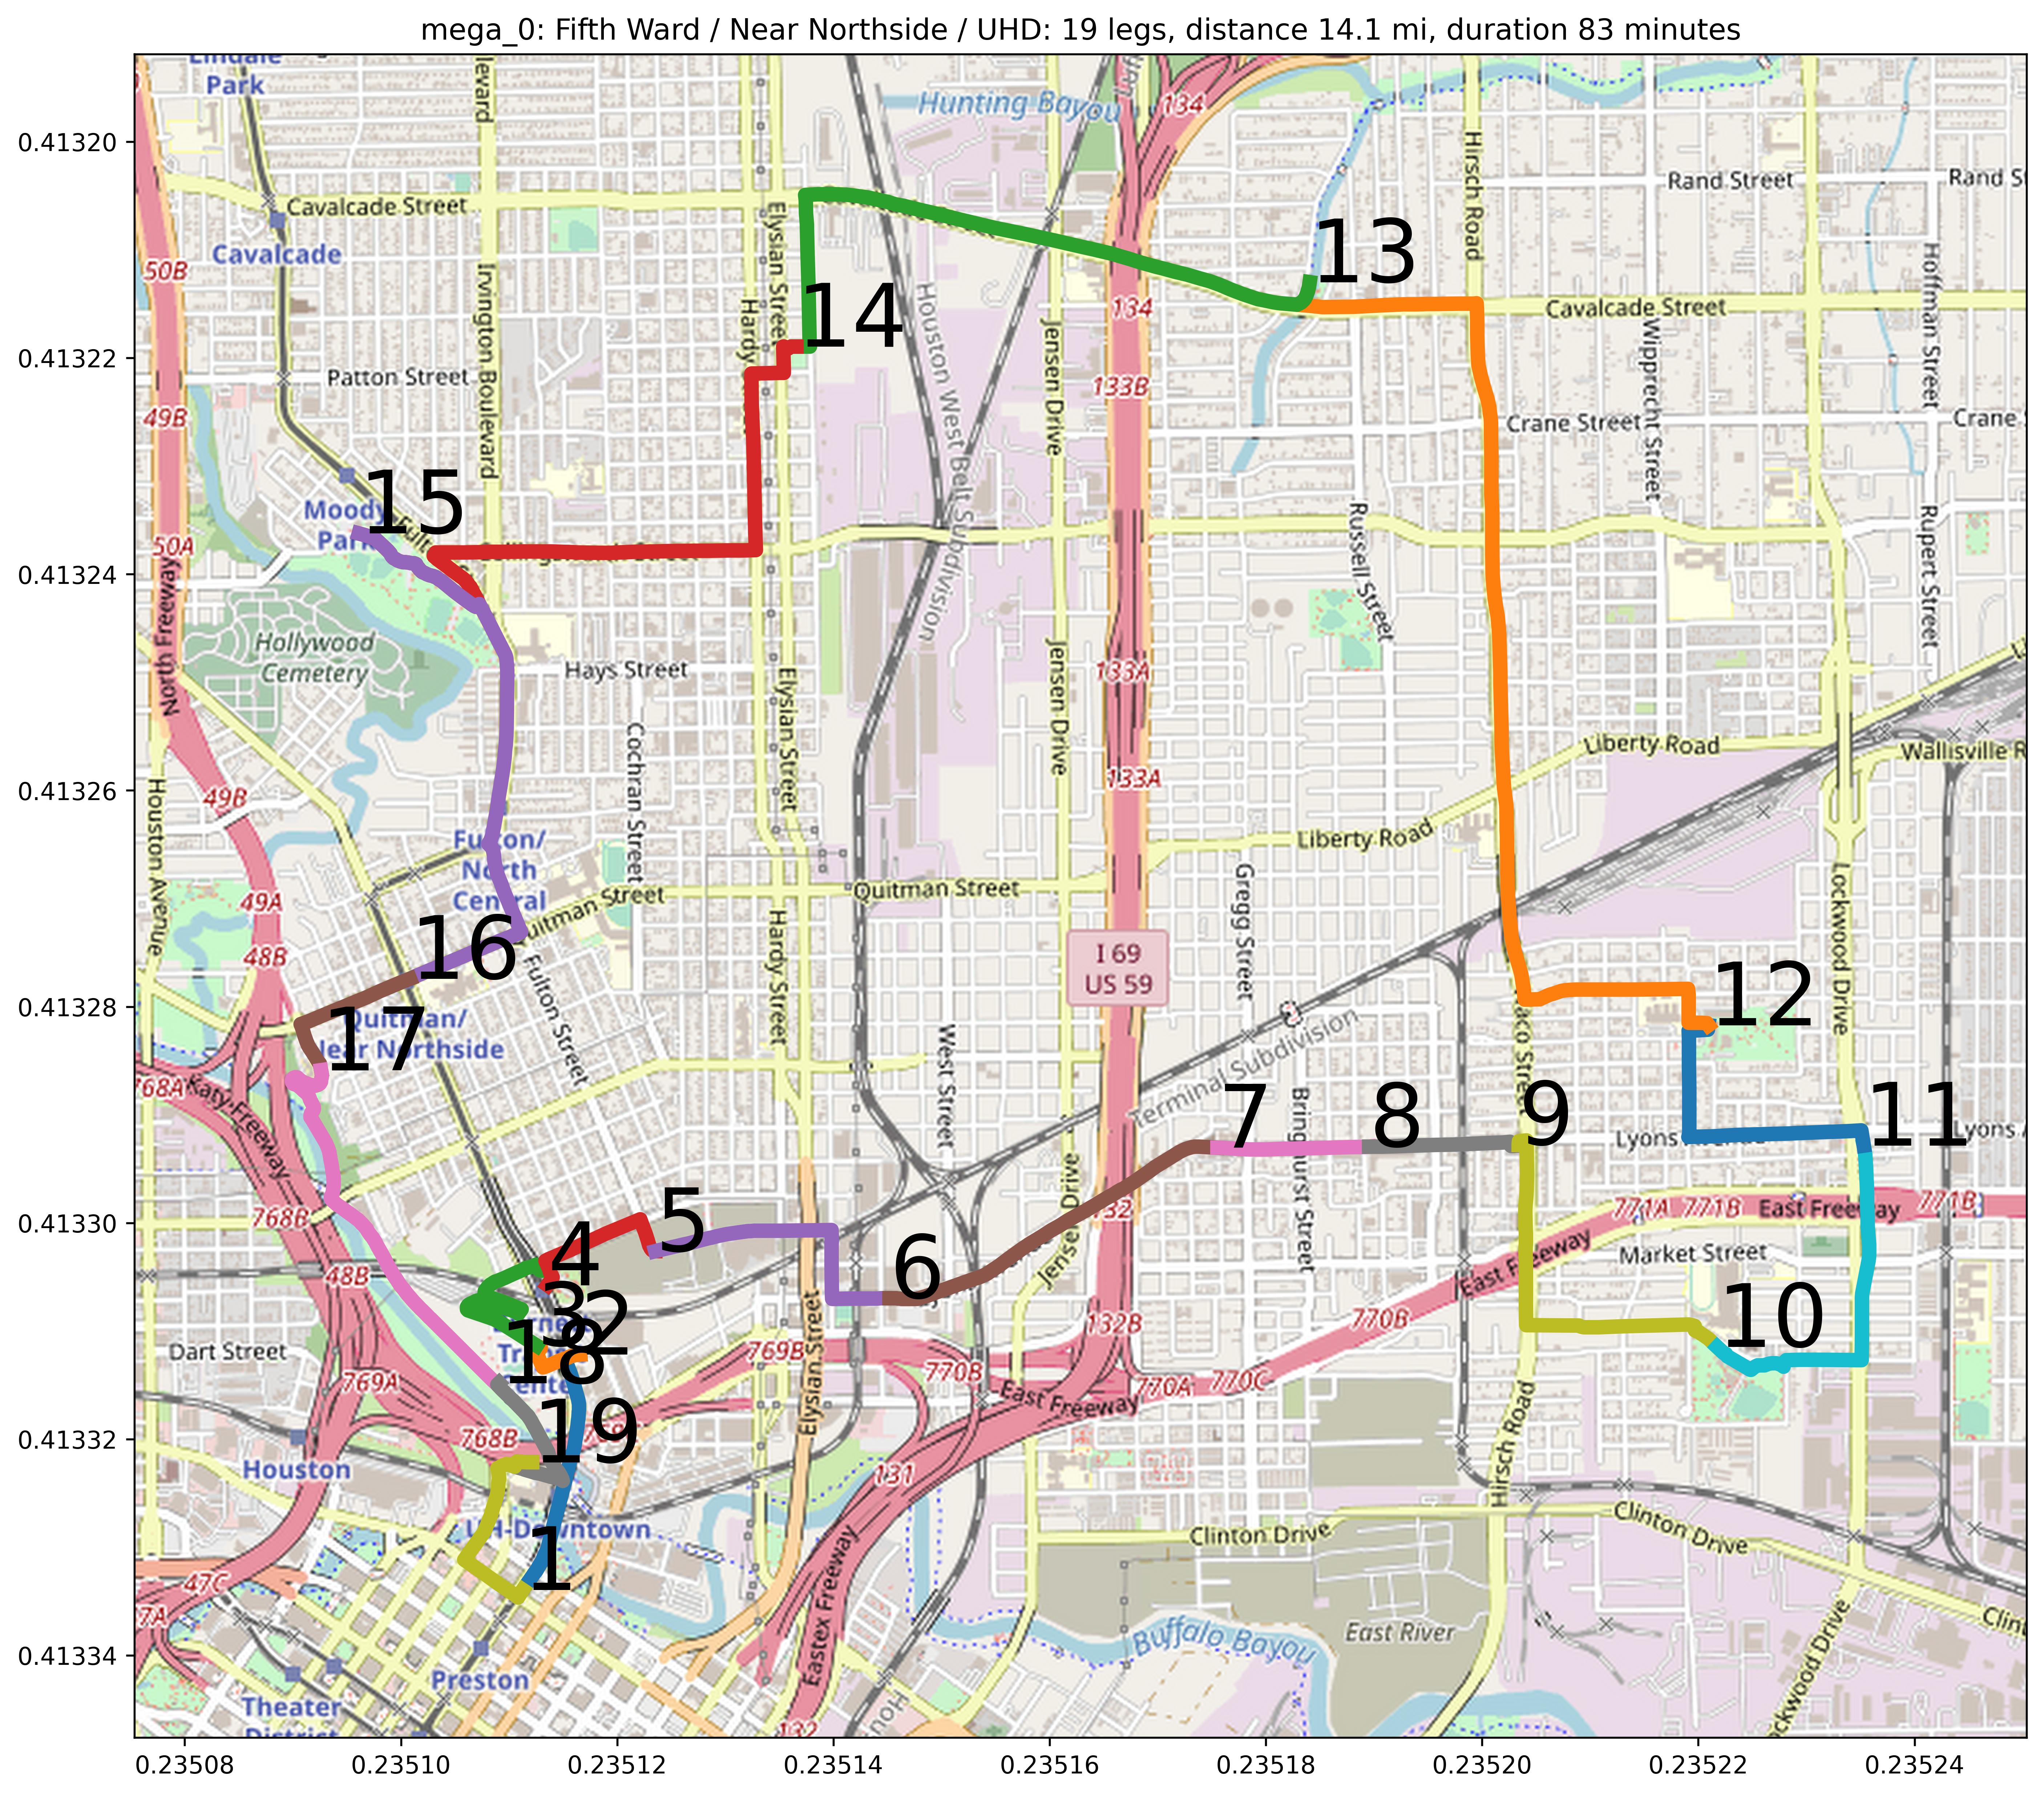 mega_0: Fifth Ward / Near Northside / UHD: 19 legs, distance 14.1 mi, duration 83 minutes
0.41320
0.41322
0.41324
0.41326
0.41328
0.41330
0.41332
0.41334
0.23508
0.23510
0.23512
0.23514
0.23516
0.23518
0.23520
0.23522
0.23524
Lindale
Park
Hunting Bayou
134
Hirsch Road
Rand Street
Cavalcade Street
Cavalcade
50B
Elysian Street
13
Hoffman Street
14
Houston West Belt Subdivision
Hardy
Jensen Drive
134
Cavalcade Street
Wipprecht Street
Irvington Boulevard
Patton Street
133B
49B
Crane Street
Crane
15
Moody
Park
50A
Russell Street
Rupert Street
North Freeway
Hollywood
Cemetery
Hays Street
Jensen Drive
133A
Elysian Street
Cochran Street
Liberty Road
Wallisville R
133A
49B
Houston Avenue
Fulton/
North
Central
Liberty Road
Quitman Street
Quitman Street
Gregg Street
Lockwood Drive
49A
16
48B
Hardy Street
Fulton Street
I 69
US 59
12
17
Quitman/
Near Northside
West Street
Terminal Subdivision
768A
Katy Freeway
7
8
9
11
Bringhurst Street
Lyons
Lyons
768B
5
4
6
132
771A
771B
East Freeway
771B
Market Street
East Freeway
48B
3
2
10
18
Dart Street
769A
769B
770B
132B
770B
770A
770C
East Freeway
Elysian Street
19
768B
Houston
131
Hirsch Road
UH-Downtown
1
Clinton Drive
Clinton Drive
47C
Eastex Freeway
Buffalo Bayou
East River
Preston
Theater
District
132
Lockwood Drive